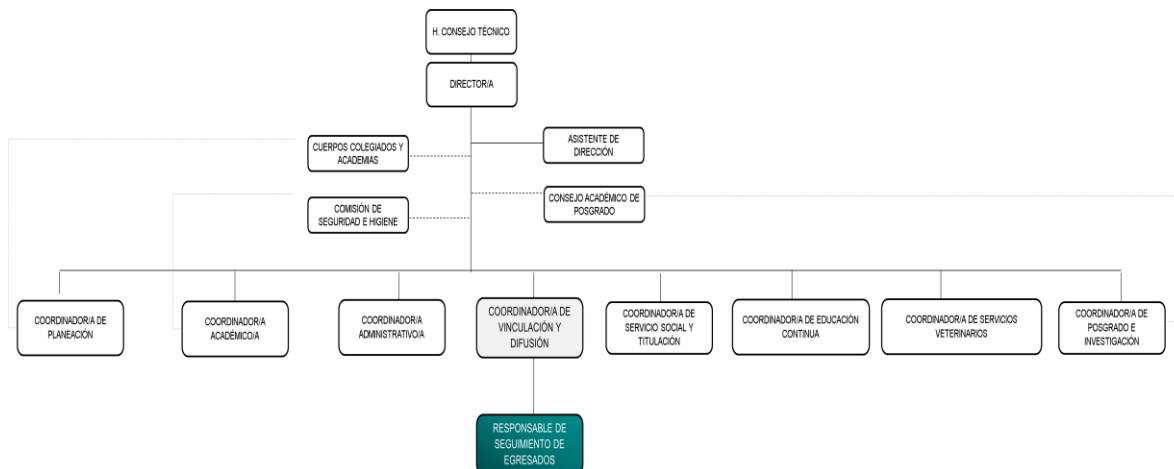 H. CONSEJO TÉCNICO
DIRECTOR/A
CUERPOS COLEGIADOS Y
ACADEMIAS
ASISTENTE DE
DIRECCIÓN
COMISIÓN DE
SEGURIDAD E HIGIENE
CONSEJO ACADÉMICO DE
POSGRADO
COORDINADOR/A DE
PLANEACIÓN
COORDINADOR/A
ACADÉMICO/A
COORDINADOR/A
ADMINISTRATIVO/A
COORDINADOR/A DE
VINCULACIÓN Y
DIFUSIÓN
COORDINADOR/A DE
SERVICIO SOCIAL Y
TITULACIÓN
COORDINADOR/A DE EDUCACIÓN
CONTINUA
COORDINADOR/A DE SERVICIOS
VETERINARIOS
COORDINADOR/A DE
POSGRADO E
INVESTIGACIÓN
RESPONSABLE DE
SEGUIMIENTO DE
EGRESADOS